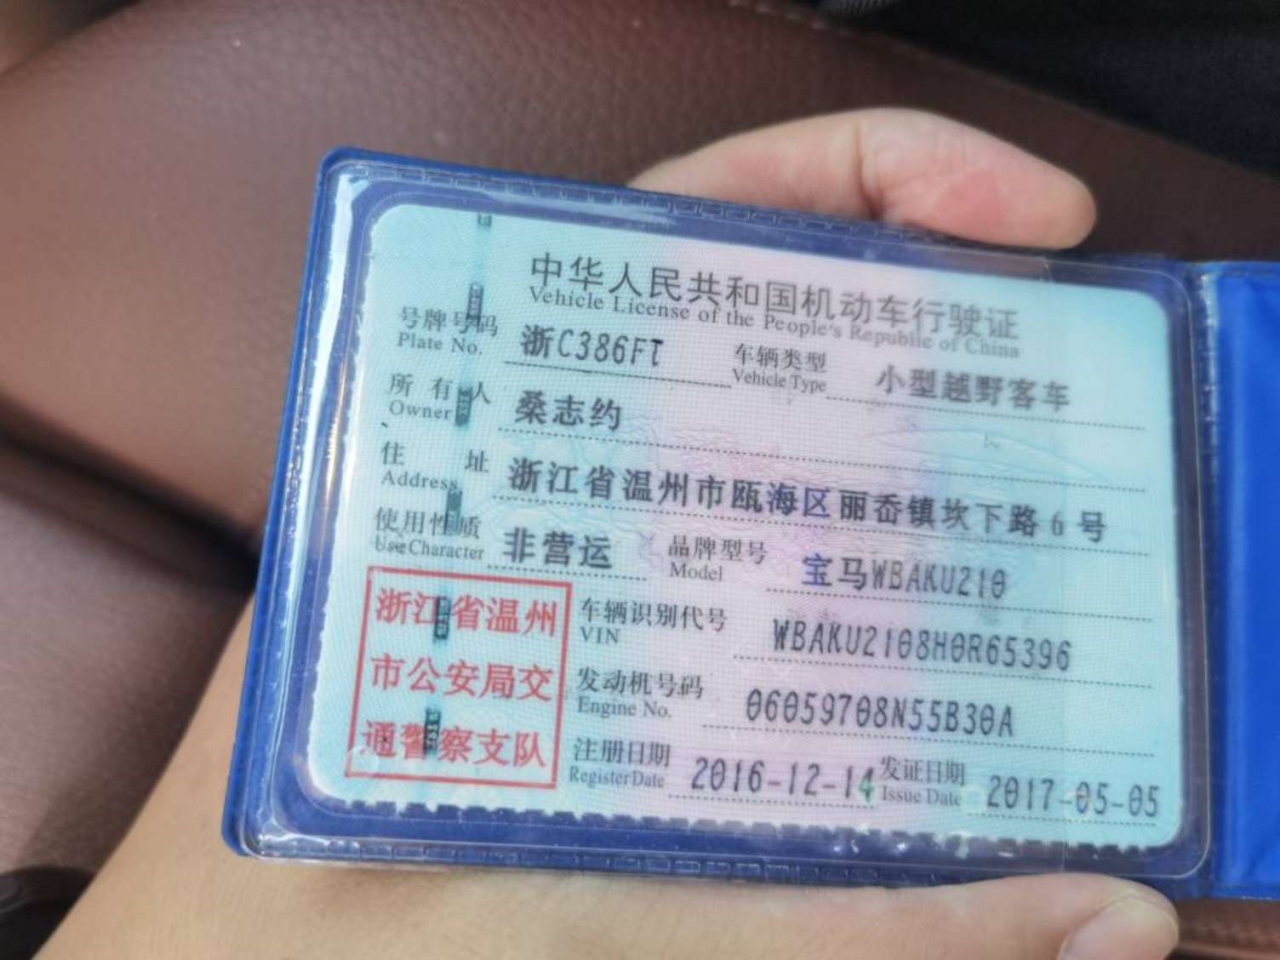 中华人民共和国机动车行驶证
Vehicle License of the People's Republic of China
号牌号码 浙C386FT 车辆类型 小型越野客车
Plate No. Vehicle Type
所有人 桑志约
Owner
住址 浙江省温州市瓯海区丽岙镇坎下路6号
Address
使用性质 非营运 品牌型号 宝马WBAKU210
Use Character Model
浙江省温州
市公安局交
通警察支队
车辆识别代号 WBAKU2108H0R65396
VIN
发动机号码 06059708N55B30A
Engine No.
注册日期 2016-12-14 发证日期 2017-05-05
Register Date Issue Date